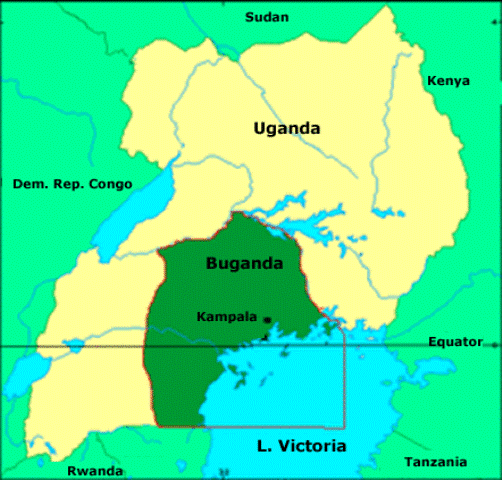 Sudan
Kenya
Uganda
Dem. Rep. Congo
Buganda
Kampala
Equator
L. Victoria
Tanzania
Rwanda